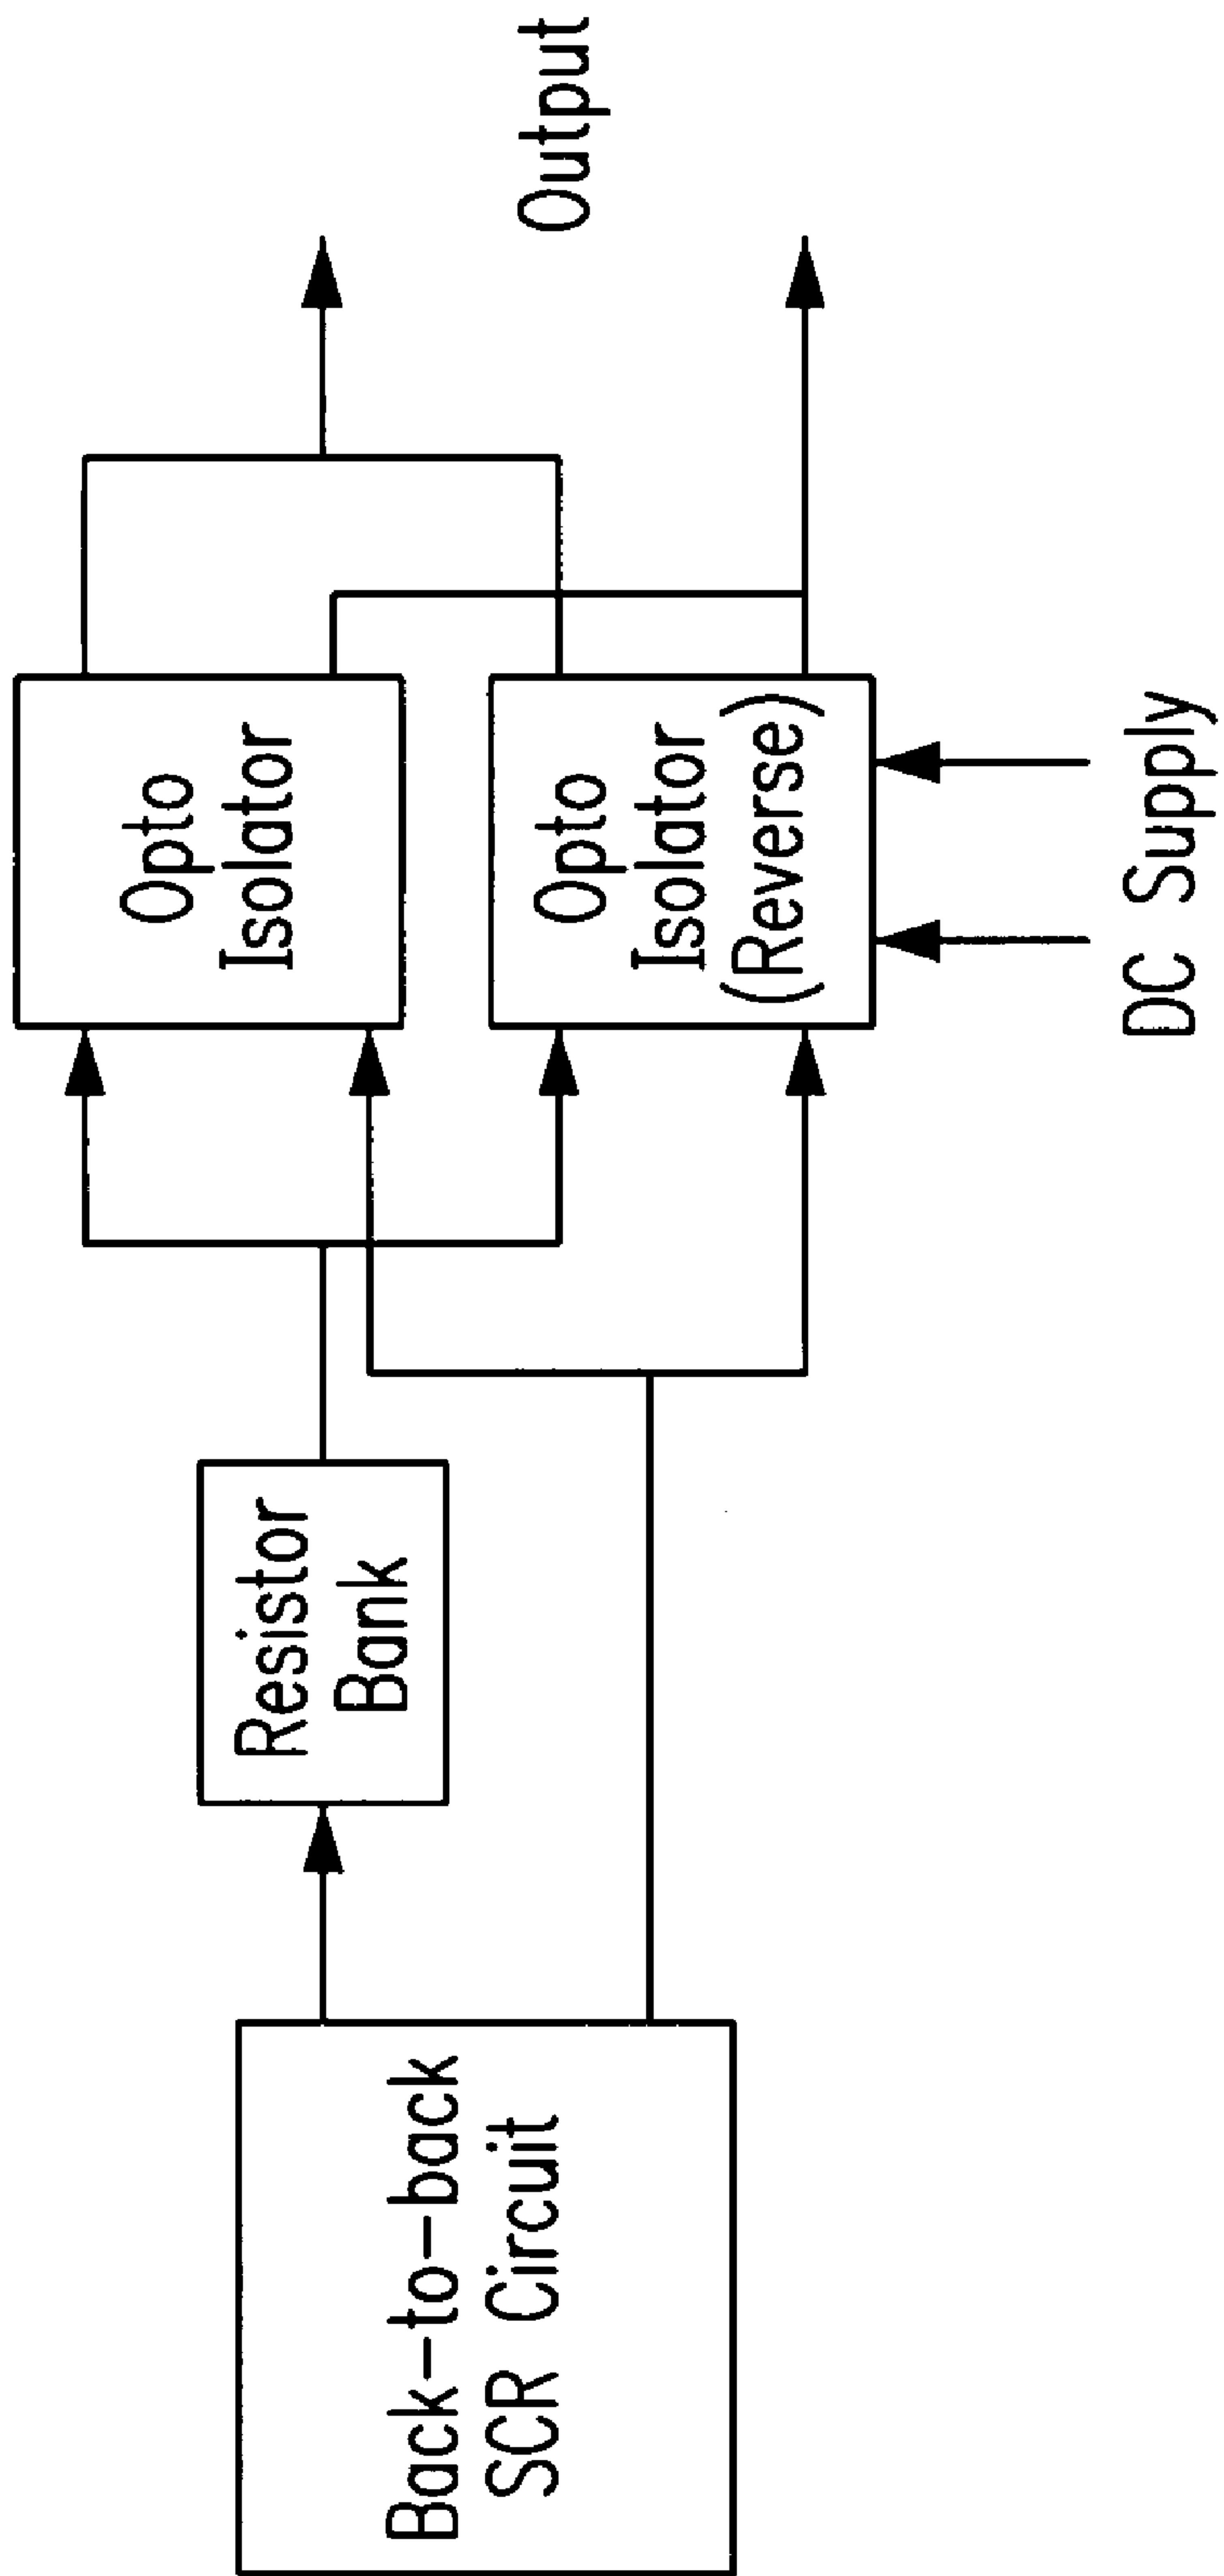 Back-to-back
SCR Circuit
Resistor
Bank
Opto
Isolator
Opto
Isolator
(Reverse)
DC Supply
Output